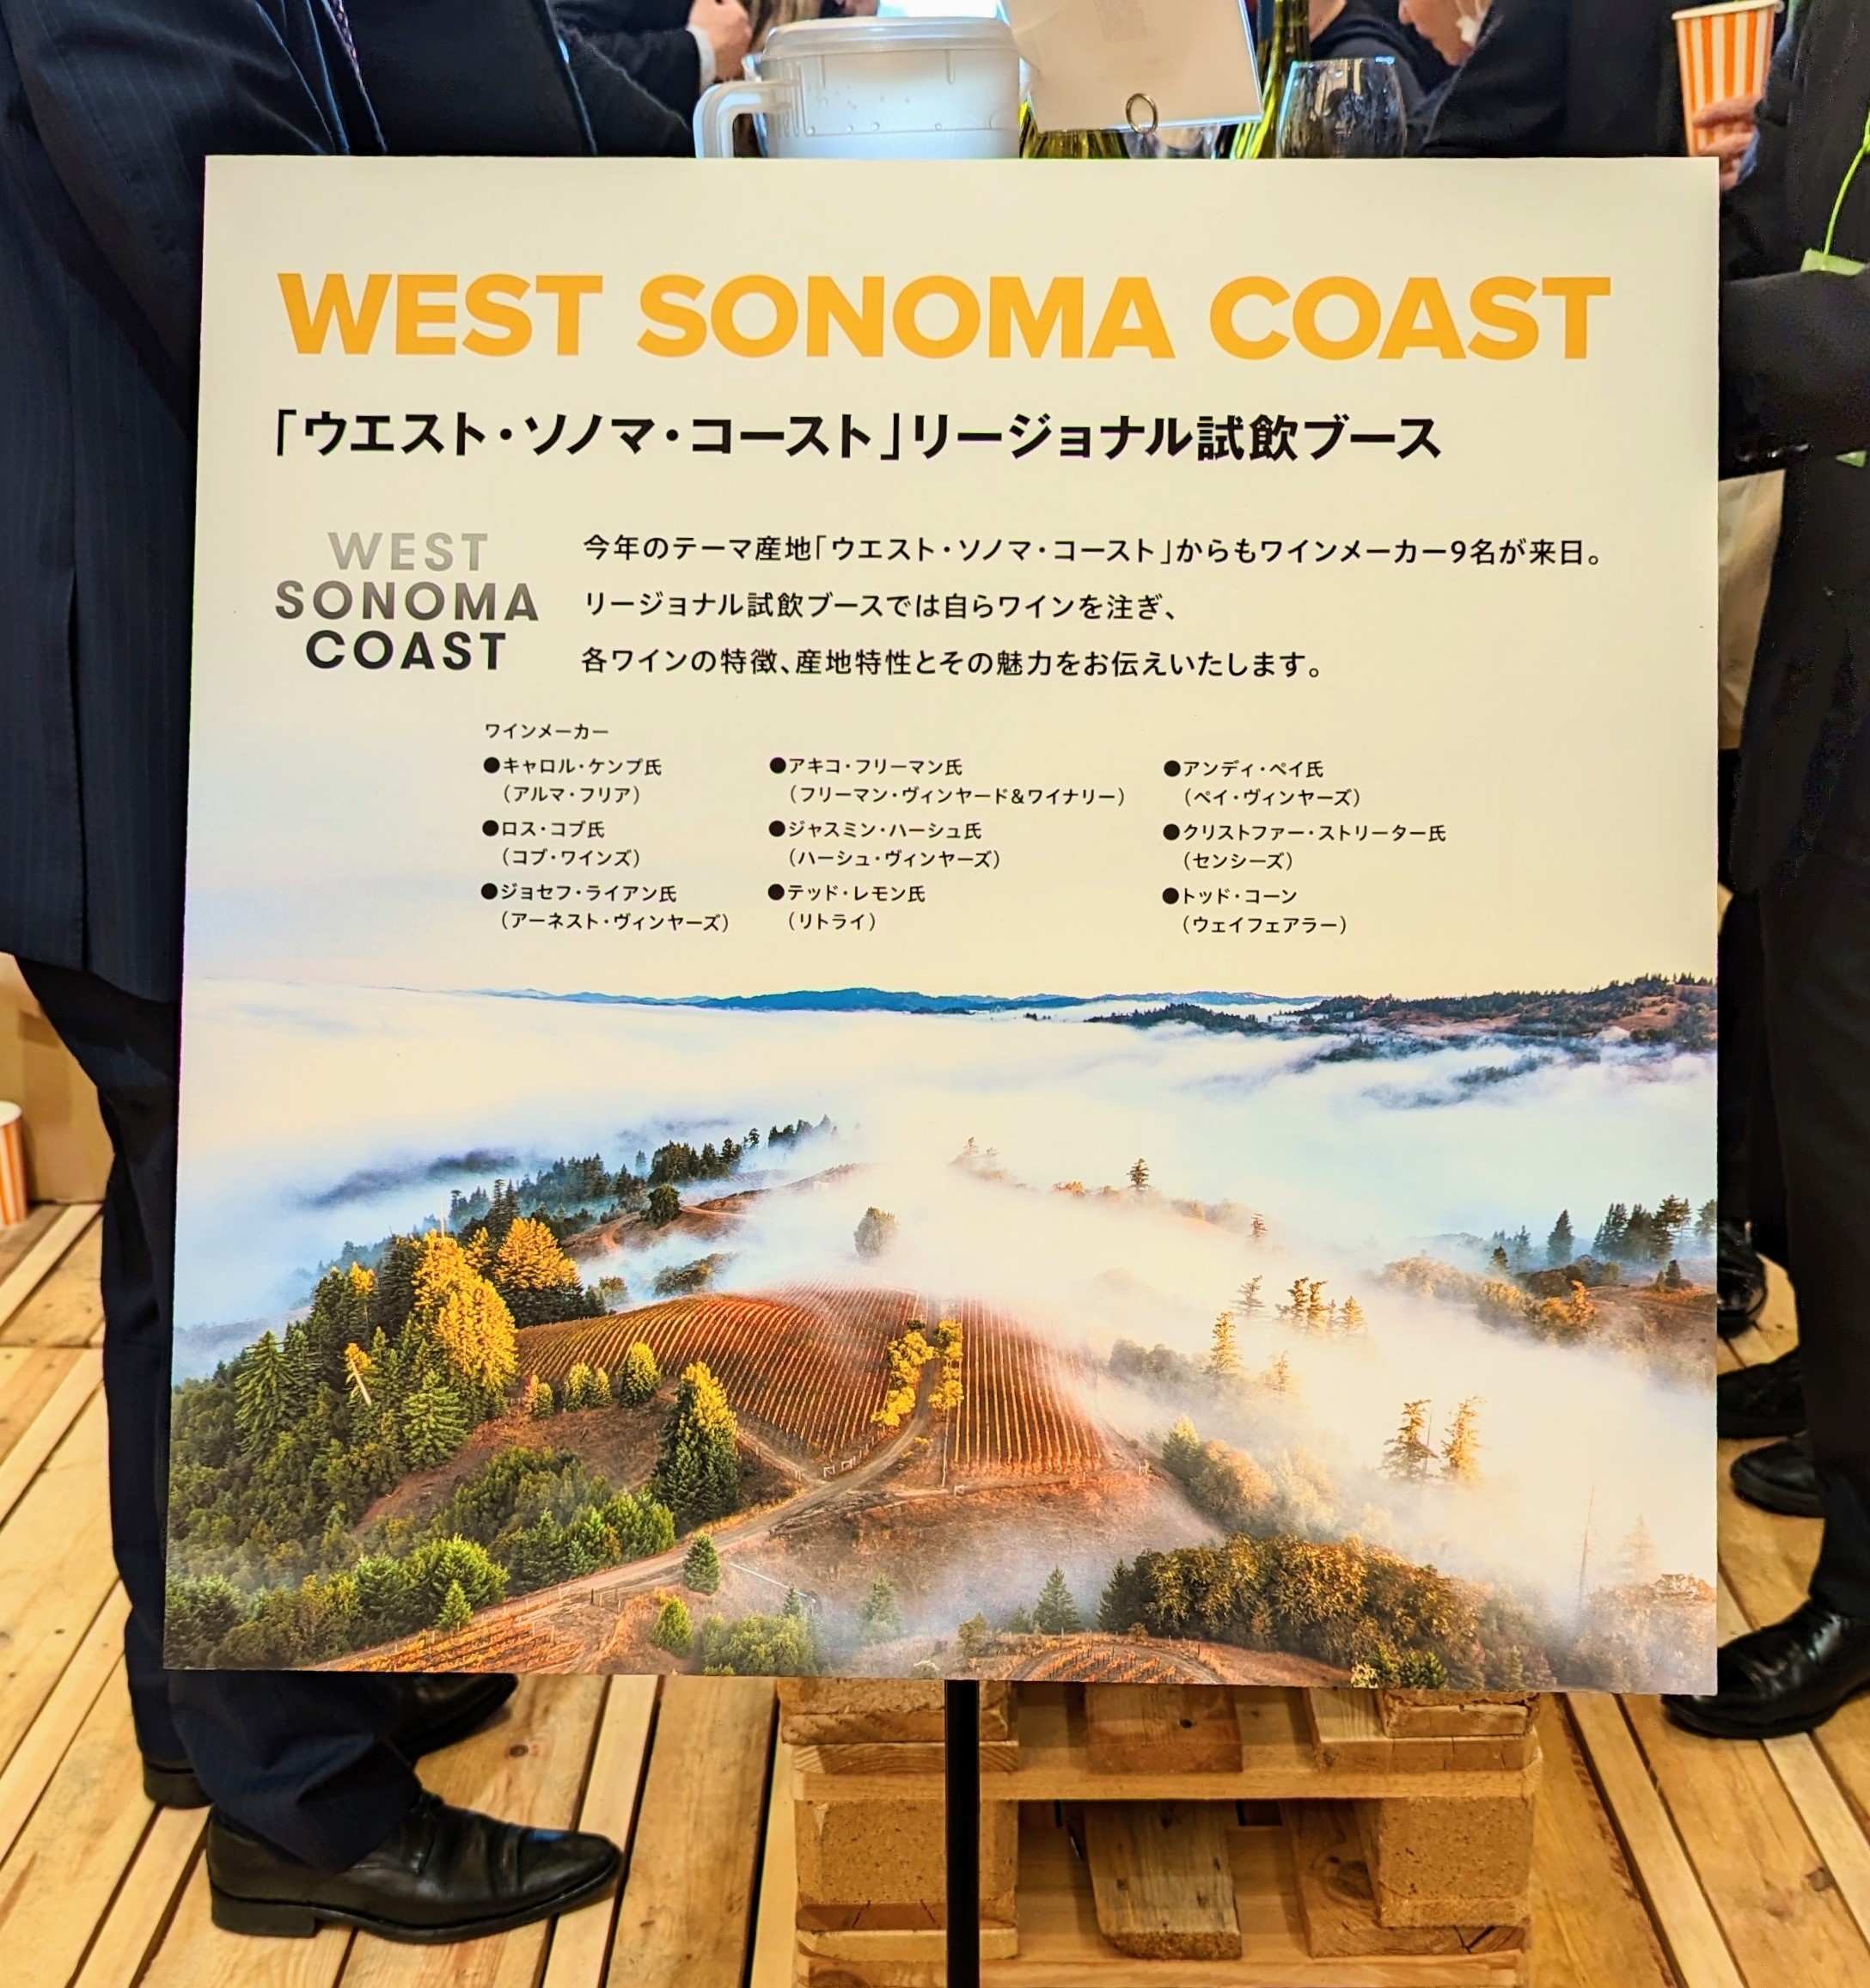 WEST SONOMA COAST
「ウエスト・ソノマ・コースト」リージョナル試飲ブース
WEST
SONOMA
COAST
今年のテーマ産地「ウエスト・ソノマ・コースト」からもワインメーカー9名が来日。
リージョナル試飲ブースでは自らワインを注ぎ、
各ワインの特徴、産地特性とその魅力をお伝えいたします。
ワインメーカー
●キャロル・ケンプ氏
（アルマ・フリア）
●ロス・コブ氏
（コブ・ワインズ）
●ジョセフ・ライアン氏
（アーネスト・ヴィンヤーズ）
●アキコ・フリーマン氏
（フリーマン・ヴィンヤード&ワイナリー）
●ジャスミン・ハーシュ氏
（ハーシュ・ヴィンヤーズ）
●テッド・レモン氏
（リトライ）
●アンディ・ペイ氏
（ペイ・ヴィンヤーズ）
●クリストファー・ストリーター氏
（センシーズ）
●トッド・コーン
（ウェイフェアラー）